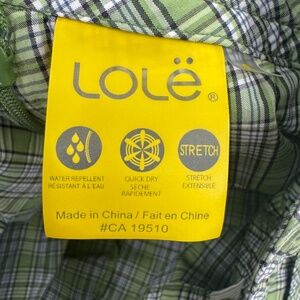 Lolë®
STRETCH
WATER REPELLENT
RÉSISTANT À L'EAU
QUICK DRY
SÈCHE
RAPIDEMENT
STRETCH
EXTENSIBLE
Made in China / Fait en Chine
#CA 19510